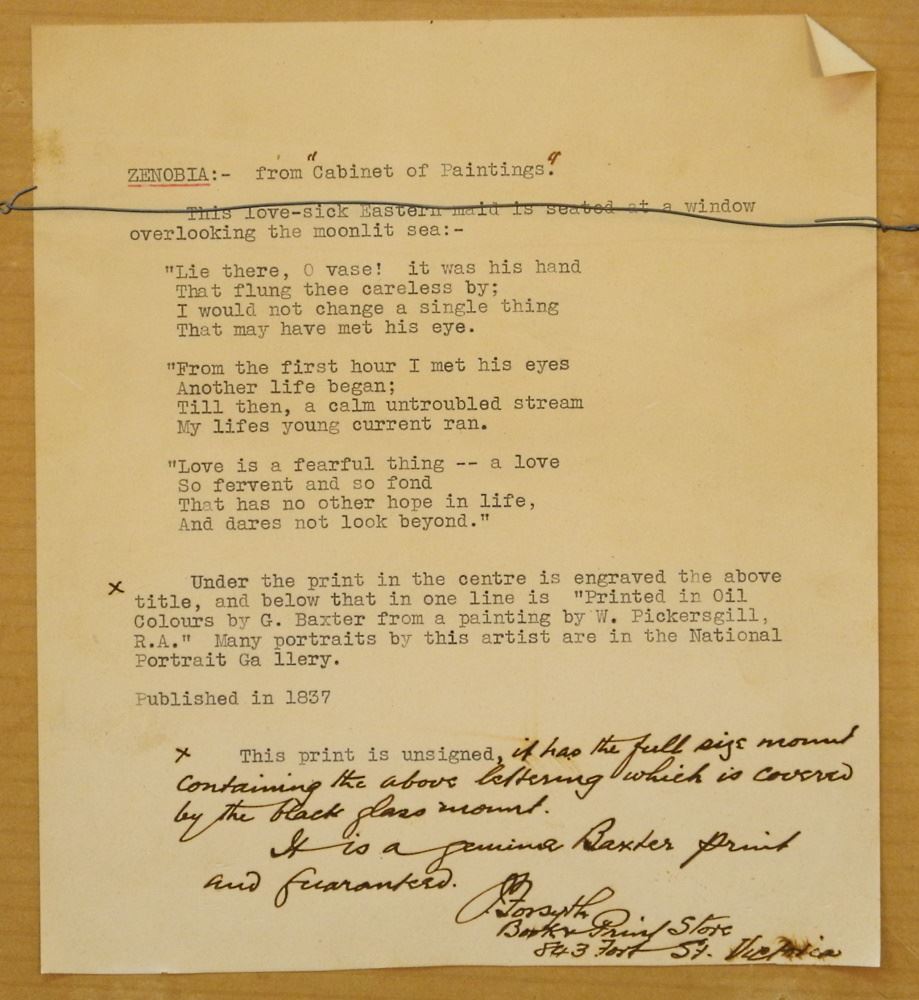 ZENOBIA:- from "Cabinet of Paintings".
This love-sick Eastern maid is seated at a window
overlooking the moonlit sea:-
"Lie there, O vase! it was his hand
That flung thee careless by;
I would not change a single thing
That may have met his eye.
"From the first hour I met his eyes
Another life began;
Till then, a calm untroubled stream
My lifes young current ran.
"Love is a fearful thing -- a love
So fervent and so fond
That has no other hope in life,
And dares not look beyond."
x Under the print in the centre is engraved the above
title, and below that in one line is "Printed in Oil
Colours by G. Baxter from a painting by W. Pickersgill,
R.A." Many portraits by this artist are in the National
Portrait Ga llery.
Published in 1837
x This print is unsigned, it has the full size mount
containing the above lettering which is covered
by the black glass mount.
It is a genuine Baxter print
and guaranteed.
J Forsyth
Book & Print Store
843 Fort St. Victoria